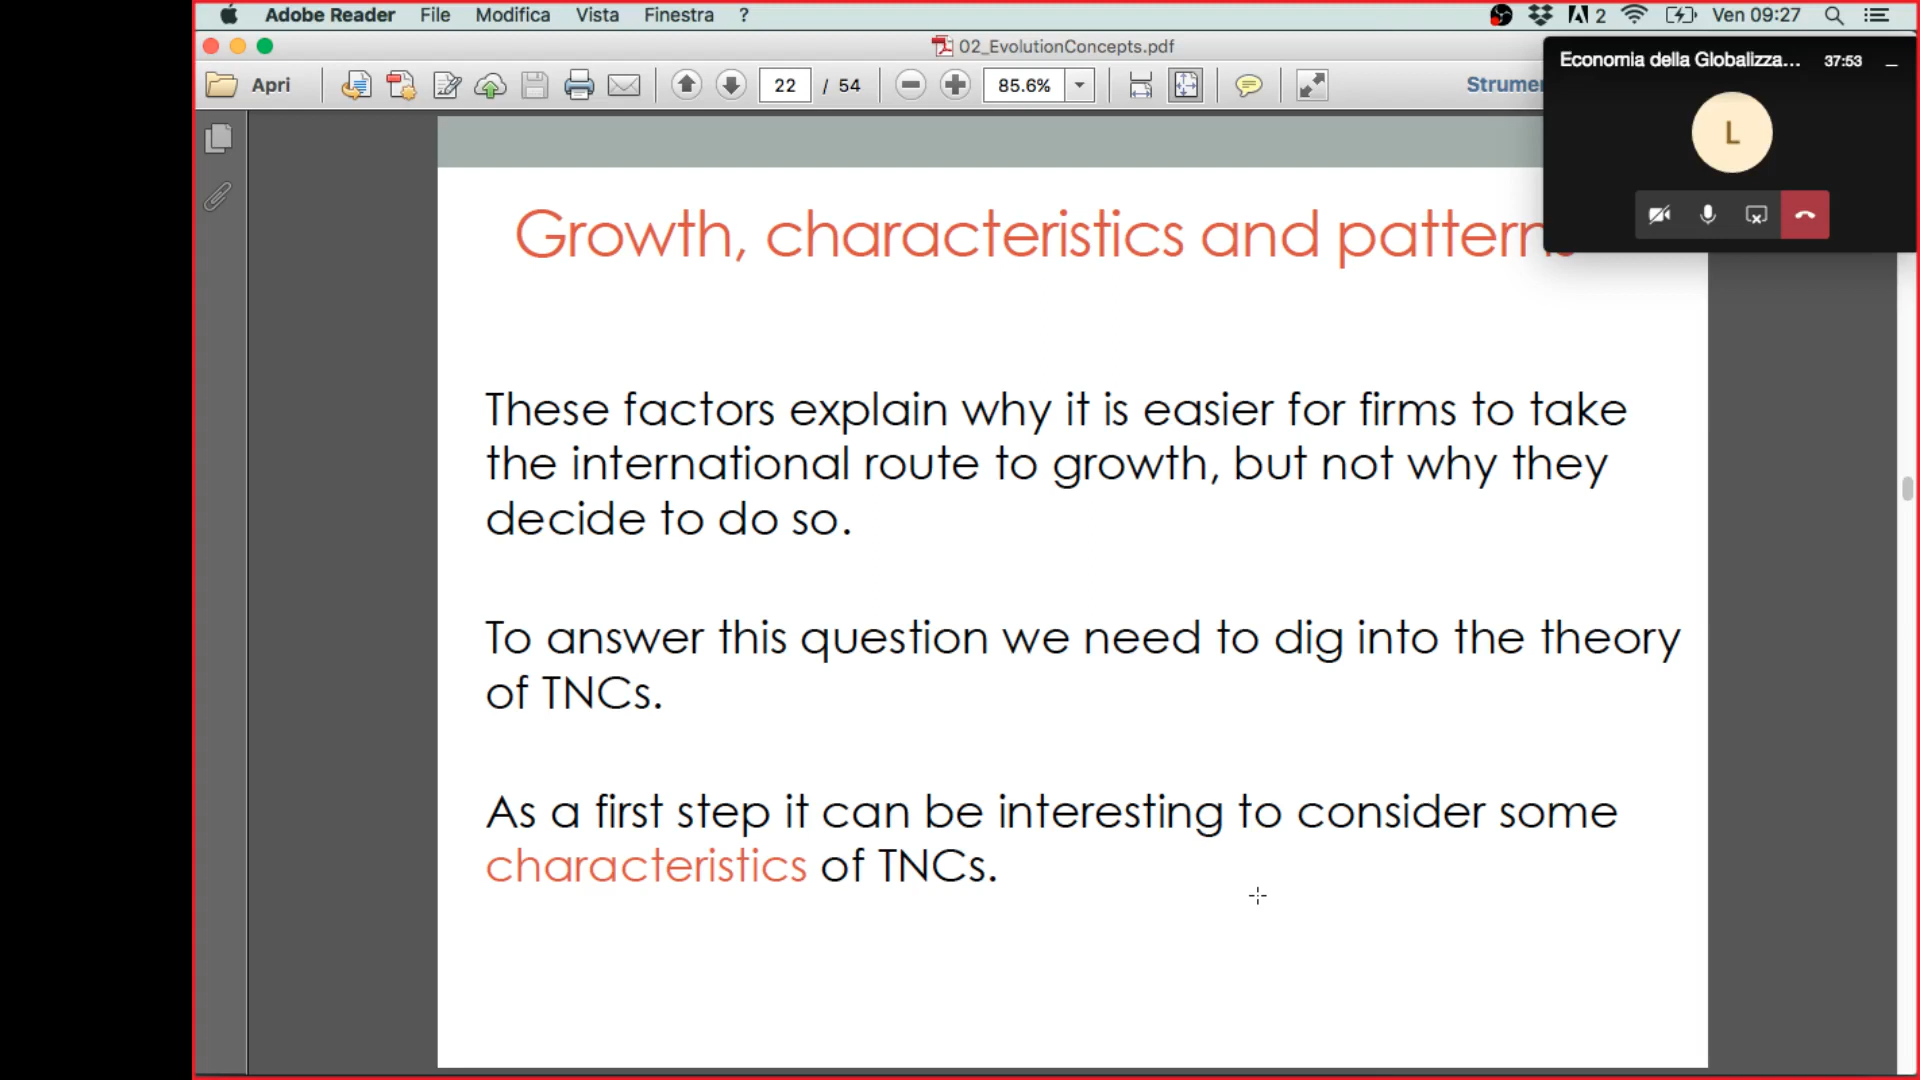 Adobe Reader File Modifica Vista Finestra ? 2 Ven 09:27
02_EvolutionConcepts.pdf
Economia della Globalizza... 37:53
Apri 22 / 54 85.6%
L
Growth, characteristics and pattern
These factors explain why it is easier for firms to take
the international route to growth, but not why they
decide to do so.
To answer this question we need to dig into the theory
of TNCs.
As a first step it can be interesting to consider some
characteristics of TNCs.